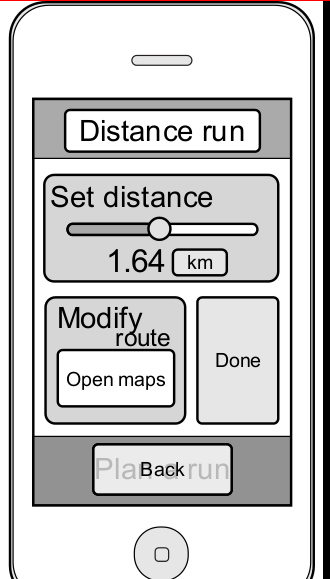 Distance run
Set distance
1.64 km
Modify
route
Open maps
Done
Plan a run
Back